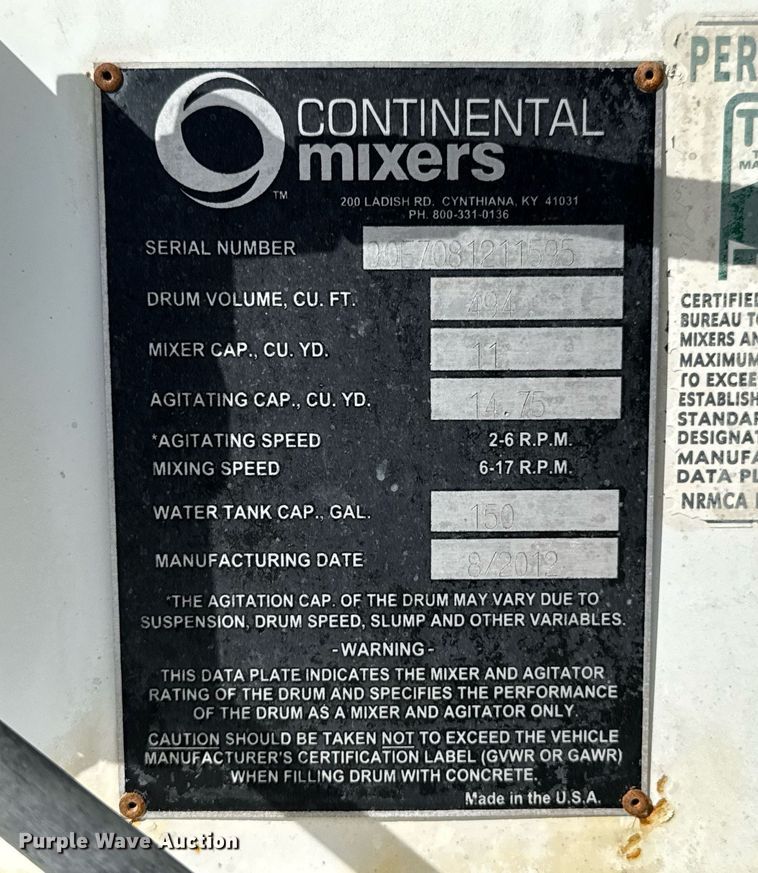 CONTINENTAL
mixers
™
200 LADISH RD. CYNTHIANA, KY 41031
PH. 800-331-0136
SERIAL NUMBER
DRUM VOLUME, CU. FT. 494
MIXER CAP., CU. YD. 11
AGITATING CAP., CU. YD. 14.75
*AGITATING SPEED 2-6 R.P.M.
MIXING SPEED 6-17 R.P.M.
WATER TANK CAP., GAL. 150
MANUFACTURING DATE 8/2012
*THE AGITATION CAP. OF THE DRUM MAY VARY DUE TO
SUSPENSION, DRUM SPEED, SLUMP AND OTHER VARIABLES.
-WARNING-
THIS DATA PLATE INDICATES THE MIXER AND AGITATOR
RATING OF THE DRUM AND SPECIFIES THE PERFORMANCE
OF THE DRUM AS A MIXER AND AGITATOR ONLY.
CAUTION SHOULD BE TAKEN NOT TO EXCEED THE VEHICLE
MANUFACTURER'S CERTIFICATION LABEL (GVWR OR GAWR)
WHEN FILLING DRUM WITH CONCRETE.
Made in the U.S.A.
PER
T
T
MA
CERTIFIED
BUREAU TO
MIXERS AN
MAXIMUM
TO EXCEE
ESTABLISH
STANDAR
DESIGNAT
MANUFA
DATA PL
NRMCA
Purple Wave Auction